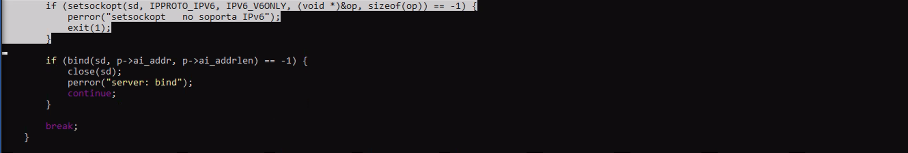 if (setsockopt(sd, IPPROTO_IPV6, IPV6_V6ONLY, (void *)&op, sizeof(op)) == -1) {
perror("setsockopt   no soporta IPv6");
exit(1);
}
if (bind(sd, p->ai_addr, p->ai_addrlen) == -1) {
close(sd);
perror("server: bind");
continue;
}
break;
}